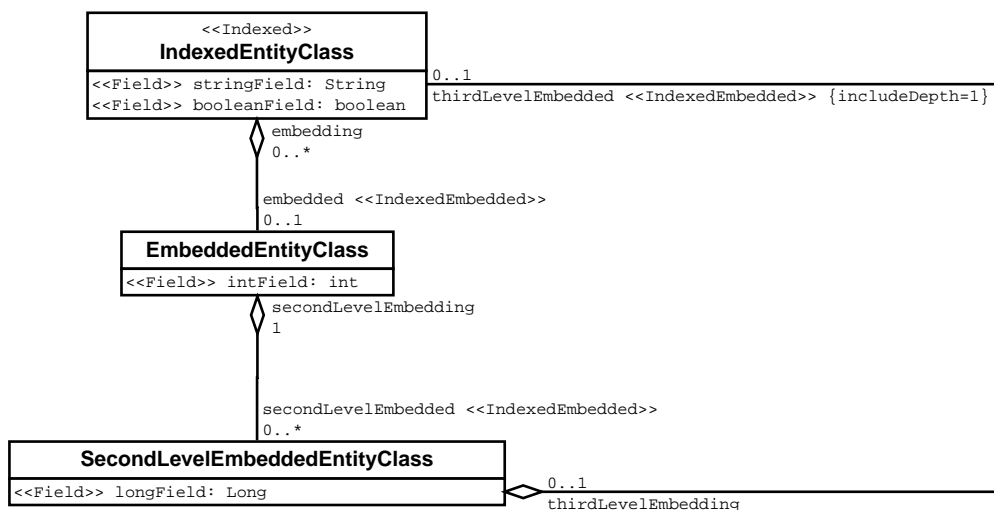 <<Indexed>>
IndexedEntityClass
<<Field>> stringField: String
<<Field>> booleanField: boolean
0..1
thirdLevelEmbedded <<IndexedEmbedded>> {includeDepth=1}
embedding
0..*
embedded <<IndexedEmbedded>>
0..1
EmbeddedEntityClass
<<Field>> intField: int
secondLevelEmbedding
1
secondLevelEmbedded <<IndexedEmbedded>>
0..*
SecondLevelEmbeddedEntityClass
<<Field>> longField: Long
0..1
thirdLevelEmbedding